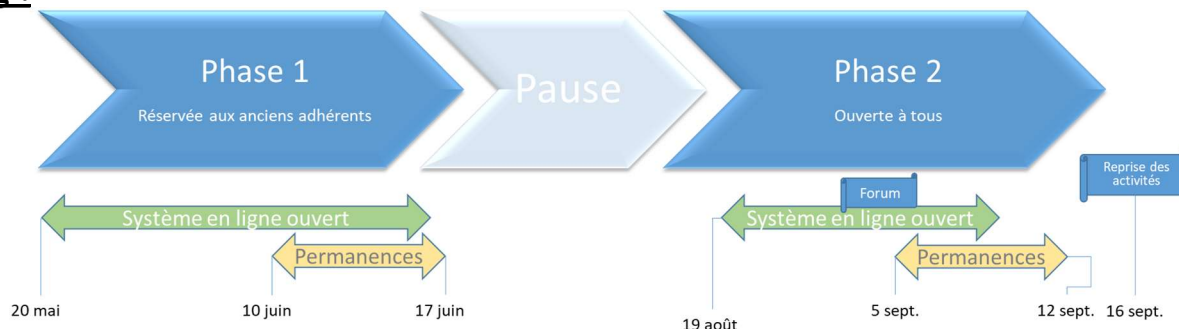 Phase 1
Réservée aux anciens adhérents
Pause
Phase 2
Ouverte à tous
Reprise des
activités
Forum
Système en ligne ouvert
Système en ligne ouvert
Permanences
Permanences
20 mai
10 juin
17 juin
19 août
5 sept.
12 sept.
16 sept.